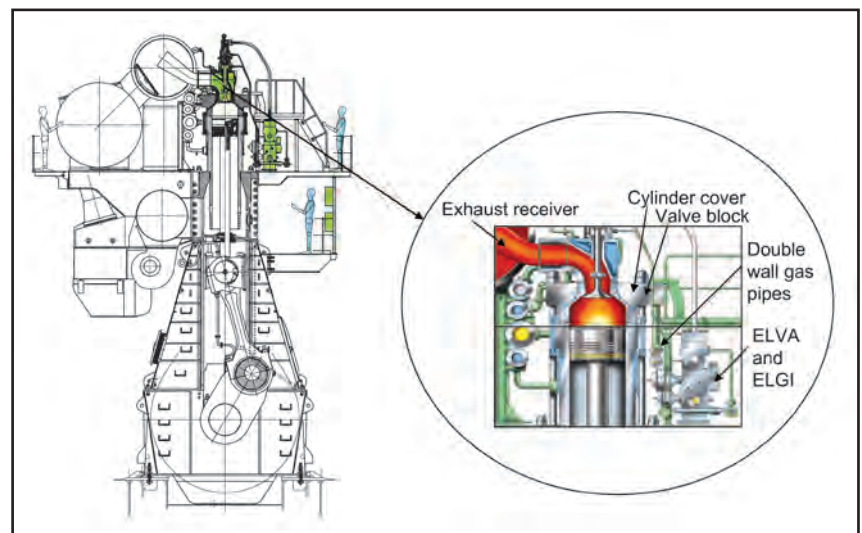 Exhaust receiver
Cylinder cover
Valve block
Double
wall gas
pipes
ELVA
and
ELGI